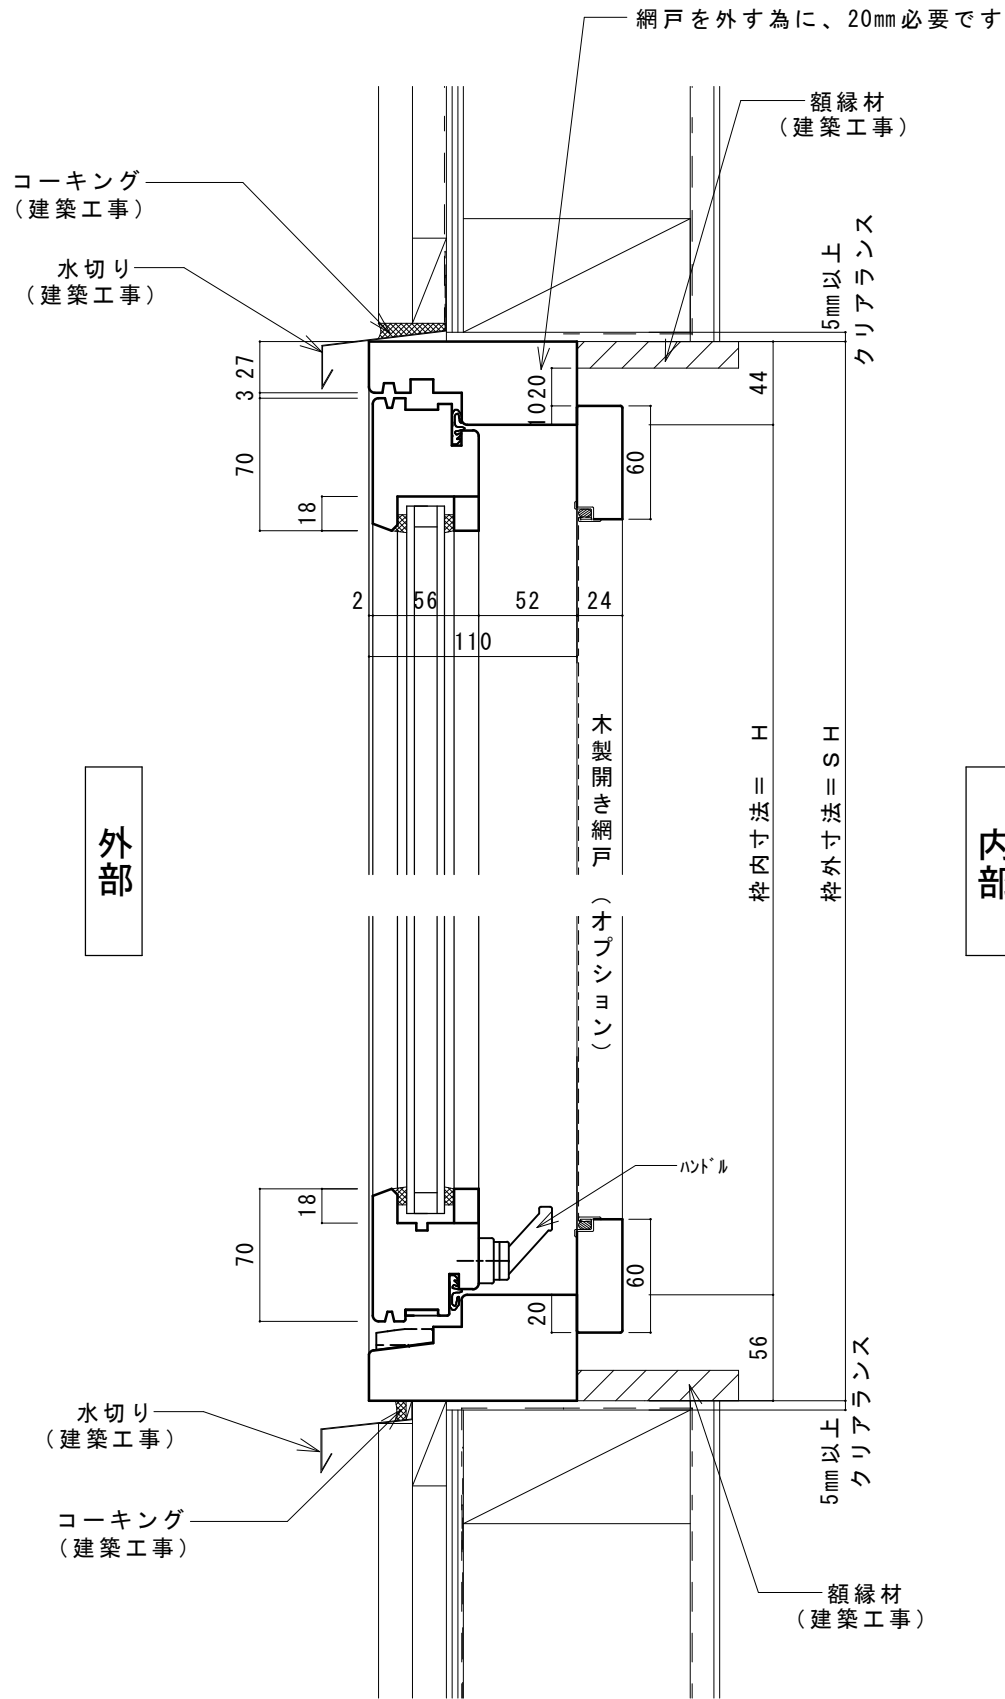 網戸を外す為に、20mm必要です
額縁材
（建築工事）
コーキング
（建築工事）
水切り
（建築工事）
5mm以上
クリアランス
27
3
70
18
20
10
44
60
2
56
52
24
110
木製開き網戸（オプション）
枠内寸法＝ H
枠外寸法＝SH
外部
内部
ハンドル
18
70
60
20
56
水切り
（建築工事）
コーキング
（建築工事）
5mm以上
クリアランス
額縁材
（建築工事）